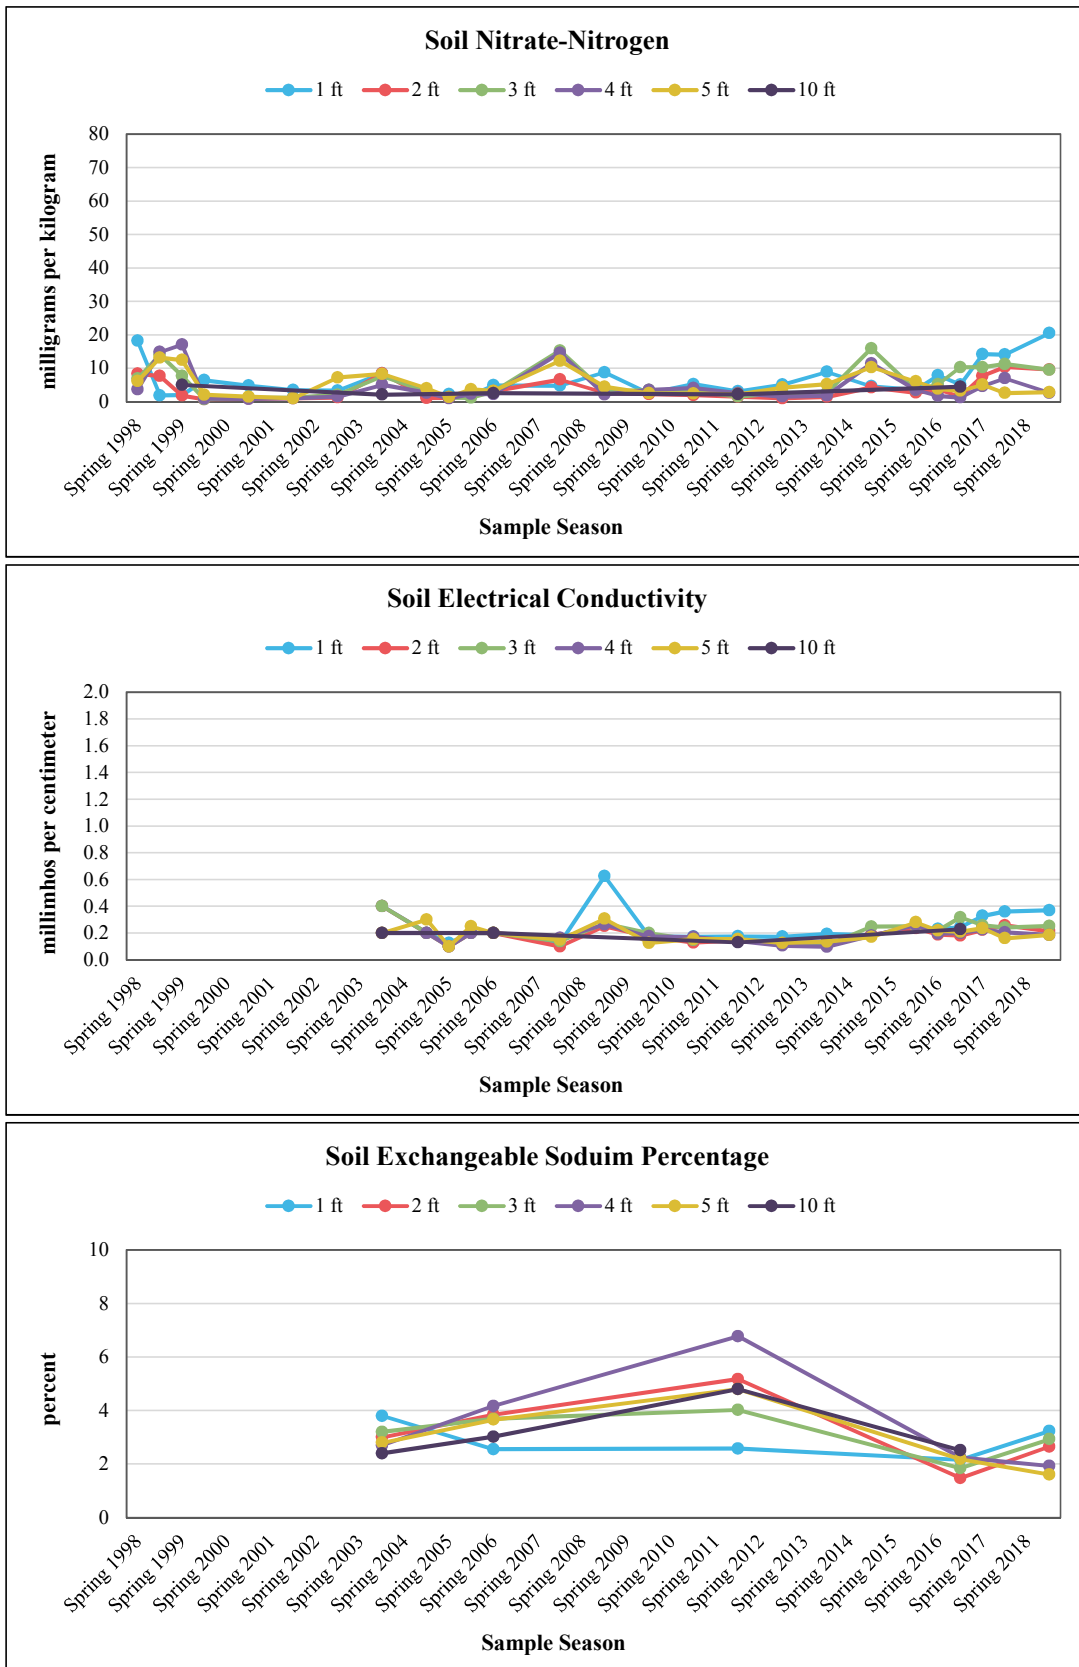 Soil Nitrate-Nitrogen
1 ft 2 ft 3 ft 4 ft 5 ft 10 ft
milligrams per kilogram
80
70
60
50
40
30
20
10
0
Spring 1998 Spring 1999 Spring 2000 Spring 2001 Spring 2002 Spring 2003 Spring 2004 Spring 2005 Spring 2006 Spring 2007 Spring 2008 Spring 2009 Spring 2010 Spring 2011 Spring 2012 Spring 2013 Spring 2014 Spring 2015 Spring 2016 Spring 2017 Spring 2018
Sample Season
Soil Electrical Conductivity
1 ft 2 ft 3 ft 4 ft 5 ft 10 ft
millimhos per centimeter
2.0
1.8
1.6
1.4
1.2
1.0
0.8
0.6
0.4
0.2
0.0
Spring 1998 Spring 1999 Spring 2000 Spring 2001 Spring 2002 Spring 2003 Spring 2004 Spring 2005 Spring 2006 Spring 2007 Spring 2008 Spring 2009 Spring 2010 Spring 2011 Spring 2012 Spring 2013 Spring 2014 Spring 2015 Spring 2016 Spring 2017 Spring 2018
Sample Season
Soil Exchangeable Soduim Percentage
1 ft 2 ft 3 ft 4 ft 5 ft 10 ft
percent
10
8
6
4
2
0
Spring 1998 Spring 1999 Spring 2000 Spring 2001 Spring 2002 Spring 2003 Spring 2004 Spring 2005 Spring 2006 Spring 2007 Spring 2008 Spring 2009 Spring 2010 Spring 2011 Spring 2012 Spring 2013 Spring 2014 Spring 2015 Spring 2016 Spring 2017 Spring 2018
Sample Season